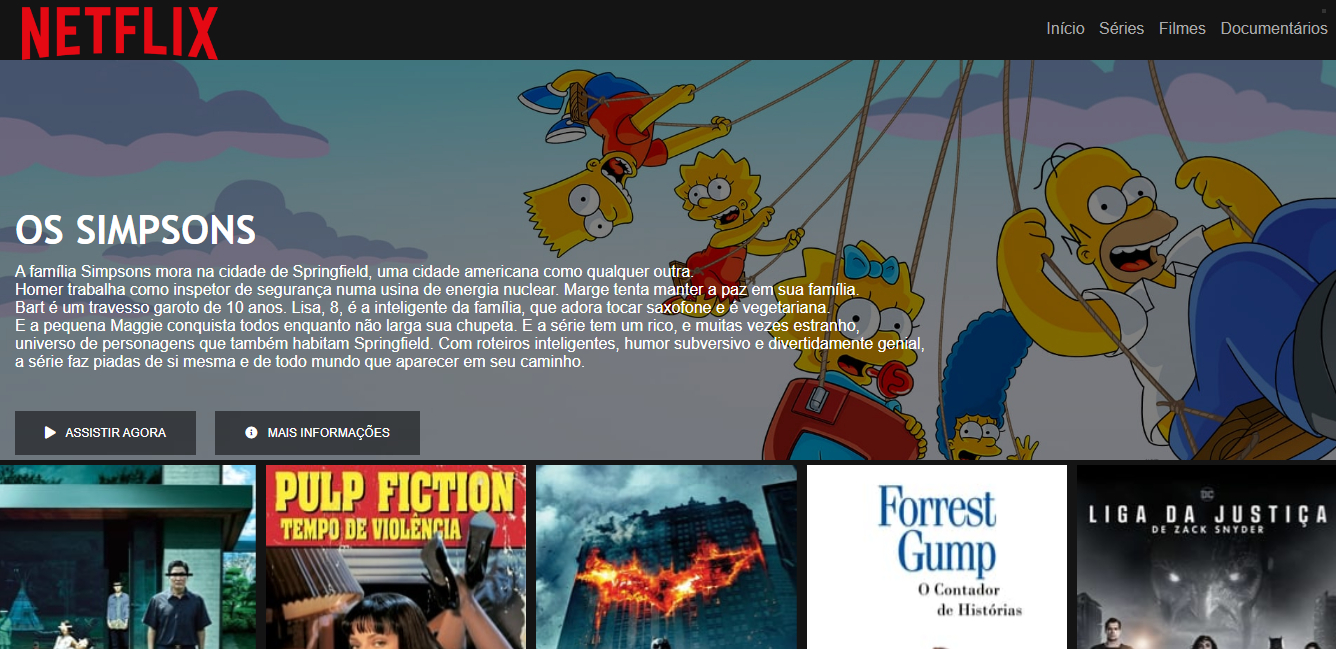 NETFLIX
Início Séries Filmes Documentários
OS SIMPSONS
A família Simpsons mora na cidade de Springfield, uma cidade americana como qualquer outra.
Homer trabalha como inspetor de segurança numa usina de energia nuclear. Marge tenta manter a paz em sua família.
Bart é um travesso garoto de 10 anos. Lisa, 8, é a inteligente da família, que adora tocar saxofone e é vegetariana.
E a pequena Maggie conquista todos enquanto não larga sua chupeta. E a série tem um rico, e muitas vezes estranho,
universo de personagens que também habitam Springfield. Com roteiros inteligentes, humor subversivo e divertidamente genial,
a série faz piadas de si mesma e de todo mundo que aparecer em seu caminho.
ASSISTIR AGORA
MAIS INFORMAÇÕES
PULP FICTION
TEMPO DE VIOLÊNCIA
Forrest
Gump
O Contador
de Histórias
DC
LIGA DA JUSTIÇA
DE ZACK SNYDER